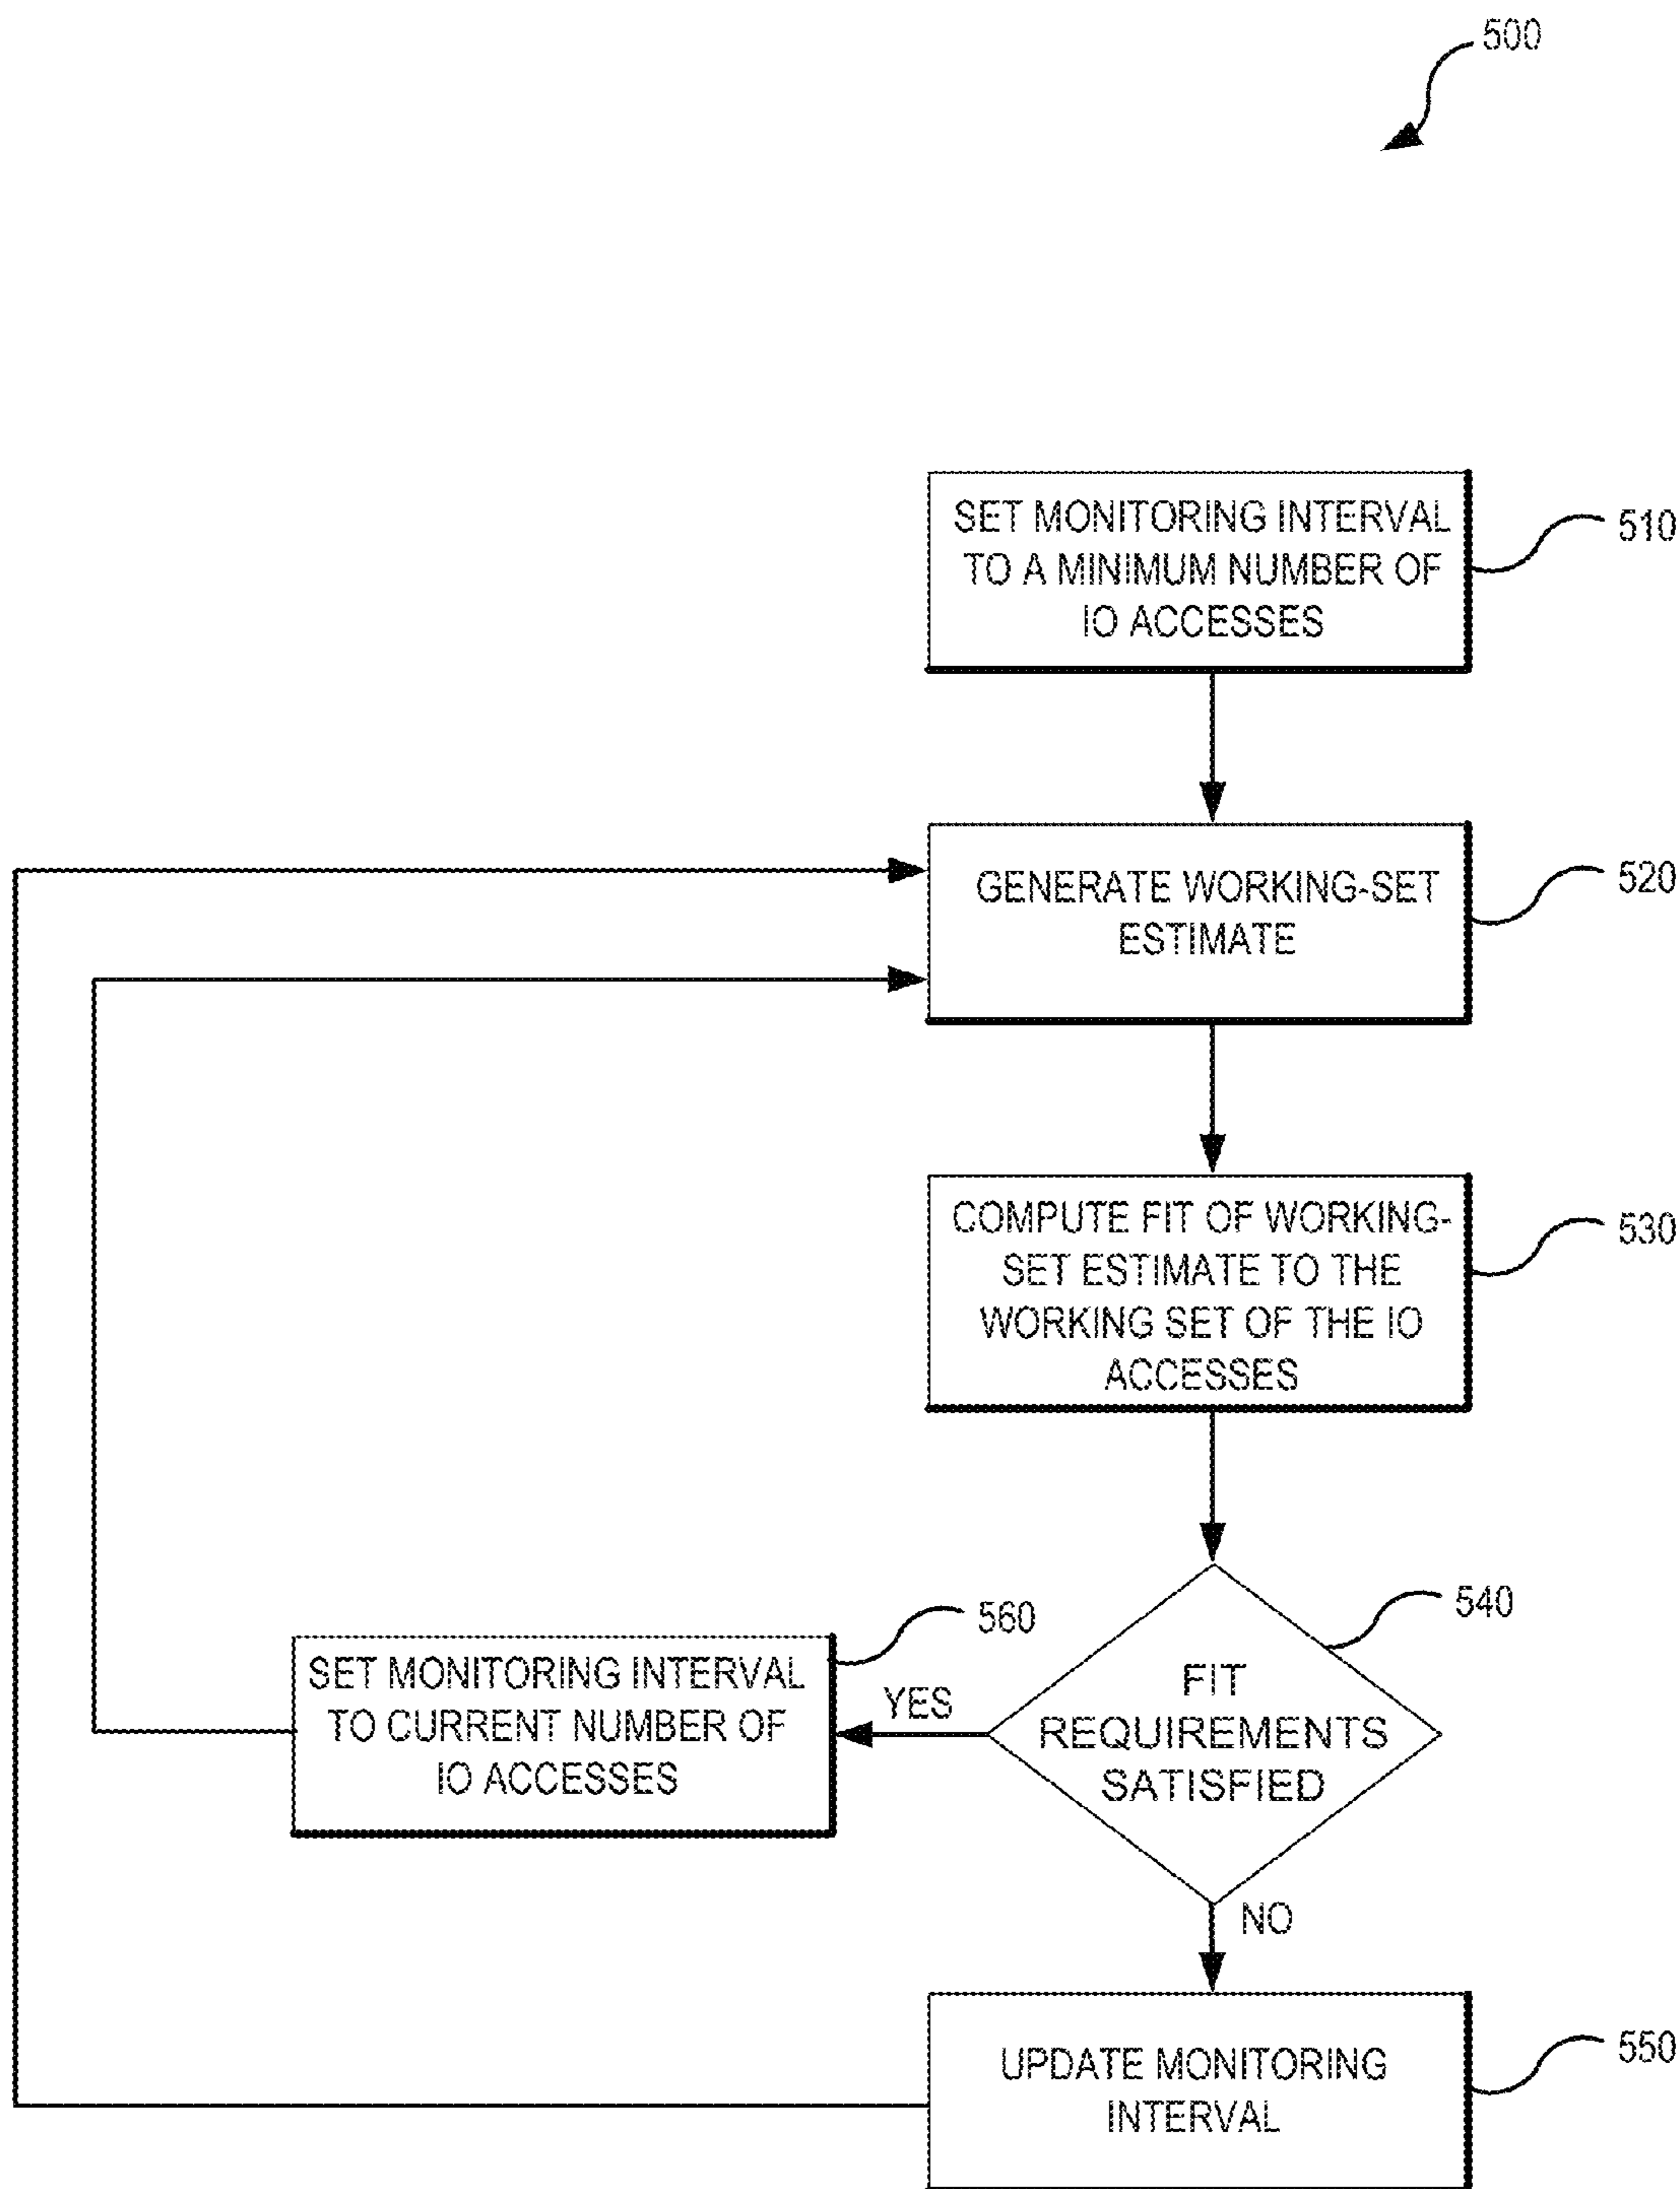 500
SET MONITORING INTERVAL
TO A MINIMUM NUMBER OF
IO ACCESSES
510
GENERATE WORKING-SET
ESTIMATE
520
COMPUTE FIT OF WORKING-
SET ESTIMATE TO THE
WORKING SET OF THE IO
ACCESSES
530
FIT
REQUIREMENTS
SATISFIED
540
YES
SET MONITORING INTERVAL
TO CURRENT NUMBER OF
IO ACCESSES
560
NO
UPDATE MONITORING
INTERVAL
550